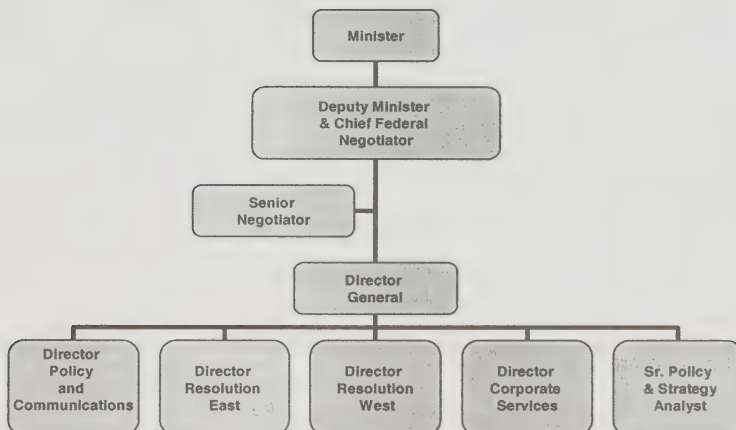 Minister
Deputy Minister
& Chief Federal
Negotiator
Senior
Negotiator
Director
General
Director
Policy
and
Communications
Director
Resolution
East
Director
Resolution
West
Director
Corporate
Services
Sr. Policy
& Strategy
Analyst